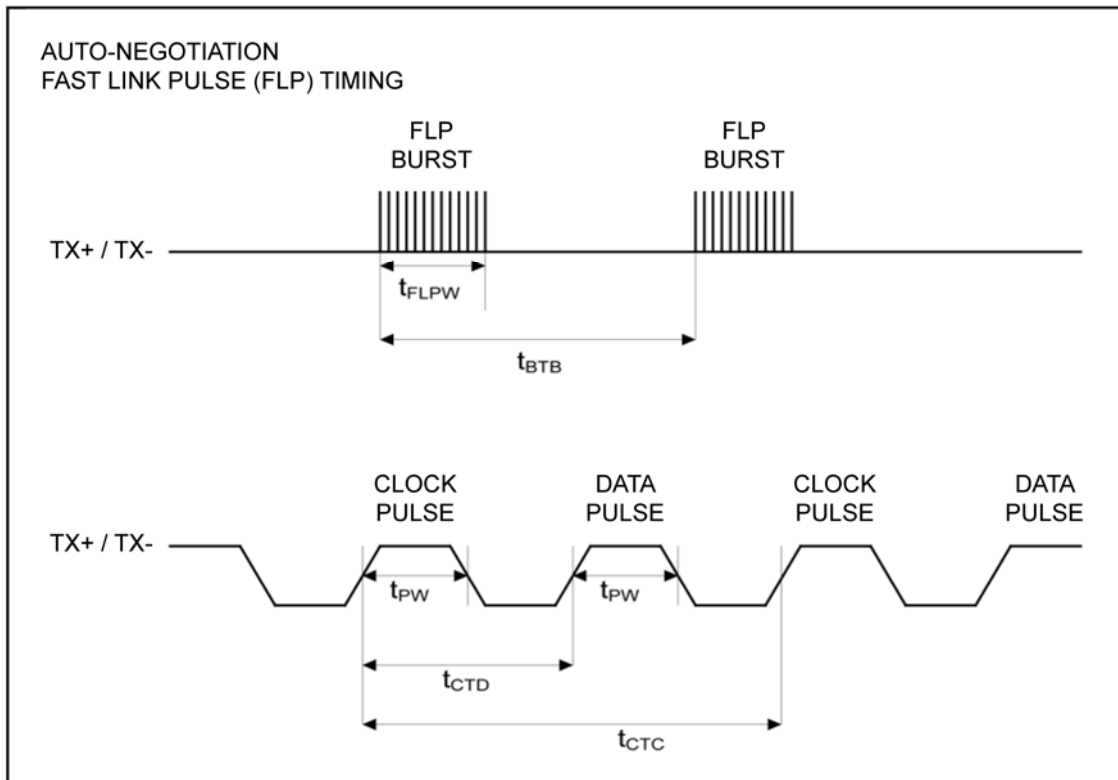 AUTO-NEGOTIATION
FAST LINK PULSE (FLP) TIMING
FLP
BURST
FLP
BURST
TX+ / TX-
tFLPW
tBTB
CLOCK
PULSE
DATA
PULSE
CLOCK
PULSE
DATA
PULSE
TX+ / TX-
tPW
tPW
tCTD
tCTC